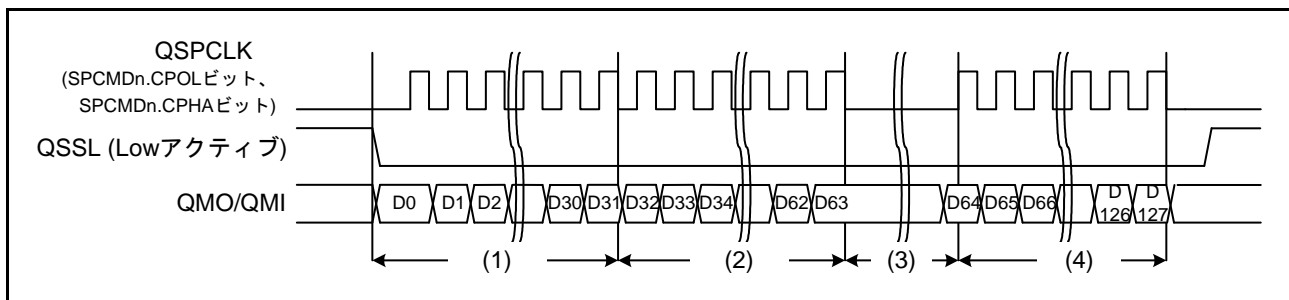 QSPCLK
(SPCMDn.CPOLビット、
SPCMDn.CPHAビット)
QSSL (Lowアクティブ)
QMO/QMI
D0 D1 D2 D30 D31 D32 D33 D34 D62 D63 D64 D65 D66 D126 D127
(1) (2) (3) (4)